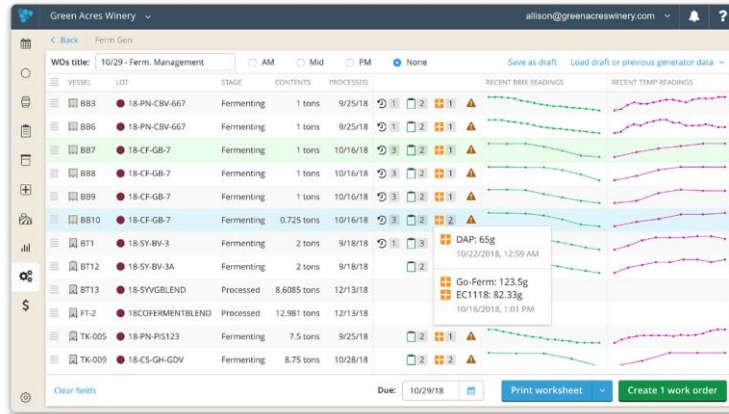 Green Acres Winery
allison@greenacreswinery.com
?
< Back Ferm Gen
WOs title: 10/29 - Ferm. Management AM Mid PM None Save as draft Load draft or previous generator data
VESSEL LOT STAGE CONTENTS PROCESSED RECENT BRIX READINGS RECENT TEMP READINGS
BB3 18-PN-CBV-667 Fermenting 1 tons 9/25/18 1 2 1
BB6 18-PN-CBV-667 Fermenting 1 tons 9/25/18 1 2 1
BB7 18-CF-GB-7 Fermenting 1 tons 10/16/18 3 2 1
BB8 18-CF-GB-7 Fermenting 1 tons 10/16/18 3 2 1
BB9 18-CF-GB-7 Fermenting 1 tons 10/16/18 3 2 1
BB10 18-CF-GB-7 Fermenting 0.725 tons 10/16/18 3 2 2
BT1 18-SY-BV-3 Fermenting 2 tons 9/18/18 1 3
BT12 18-SY-BV-3A Fermenting 2 tons 9/18/18 2
BT13 18-SYVGBLEND Processed 8.6085 tons 12/13/18
FT-2 18COFERMENTBLEND Processed 12.981 tons 12/13/18
TK-005 18-PN-PIS123 Fermenting 7.5 tons 9/25/18 2 1
TK-009 18-CS-GH-GDV Fermenting 8.75 tons 10/28/18 2 2
DAP: 65g
10/22/2018, 12:59 AM
Go-Ferm: 123.5g
EC1118: 82.33g
10/16/2018, 1:01 PM
Clear fields Due: 10/29/18 Print worksheet Create 1 work order